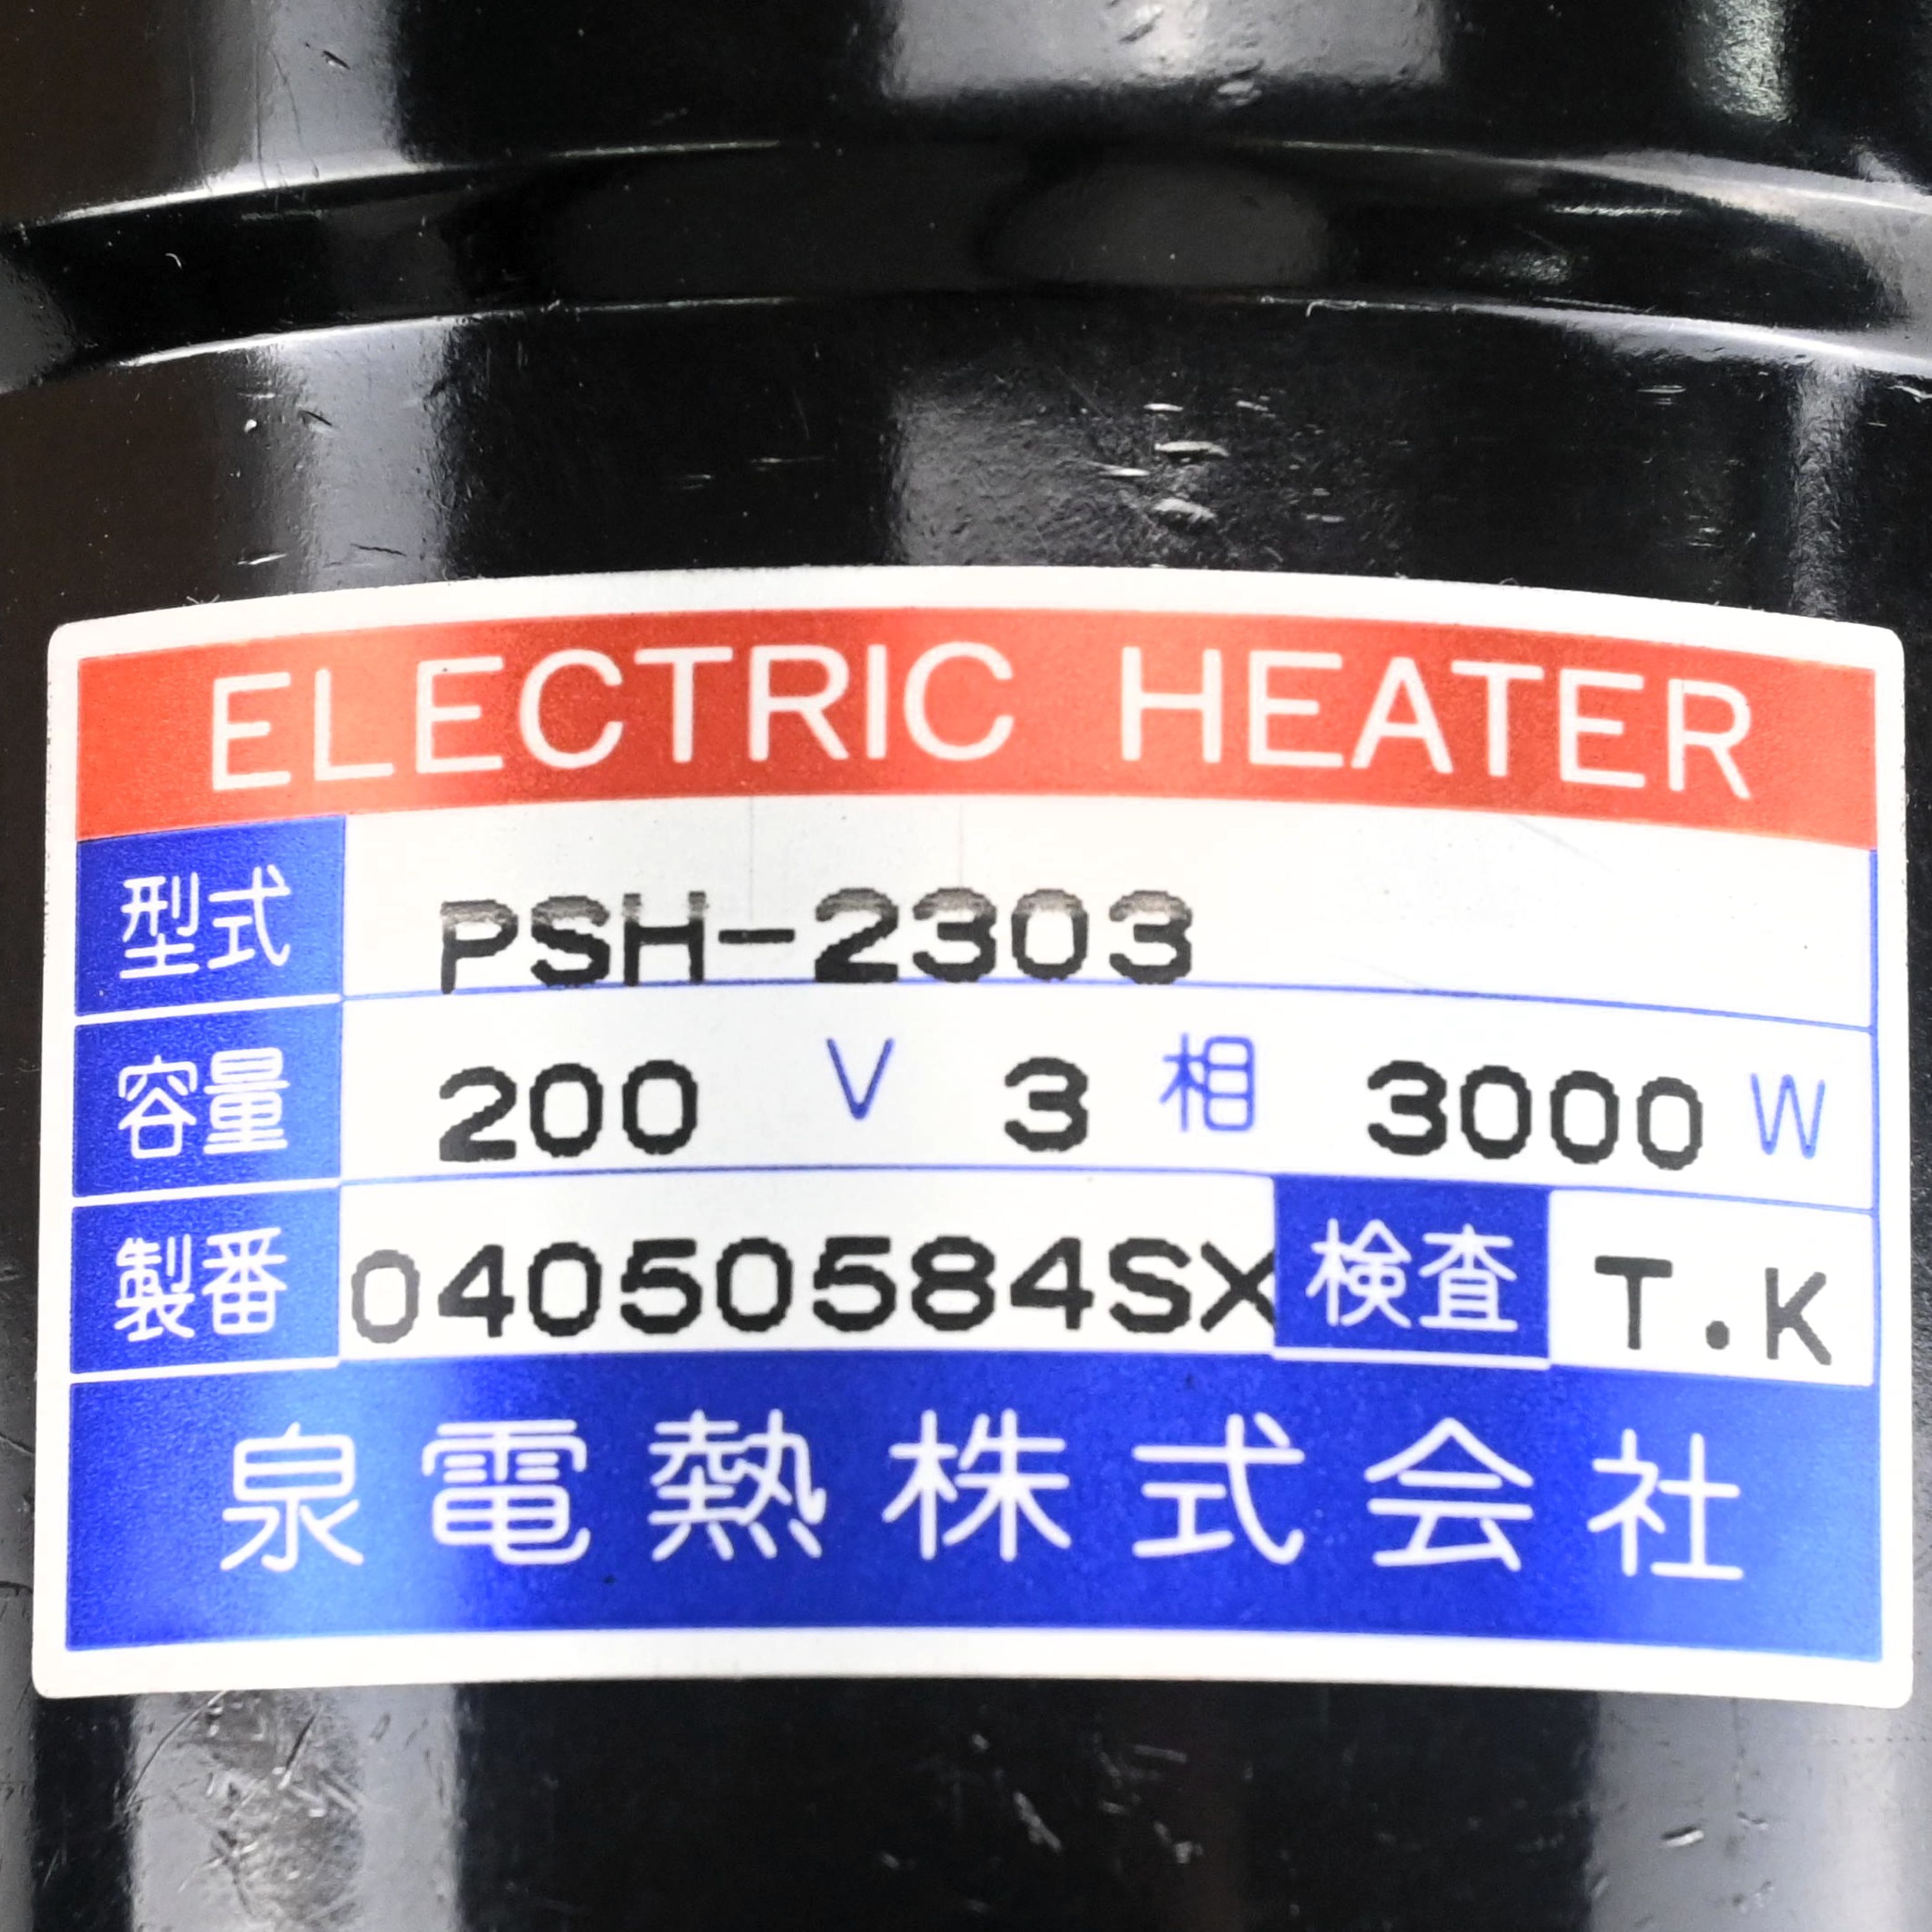 ELECTRIC HEATER
型式 PSH-2303
容量 200 V 3 相 3000 W
製番 04050584SX 検査 T.K
泉電熱株式会社